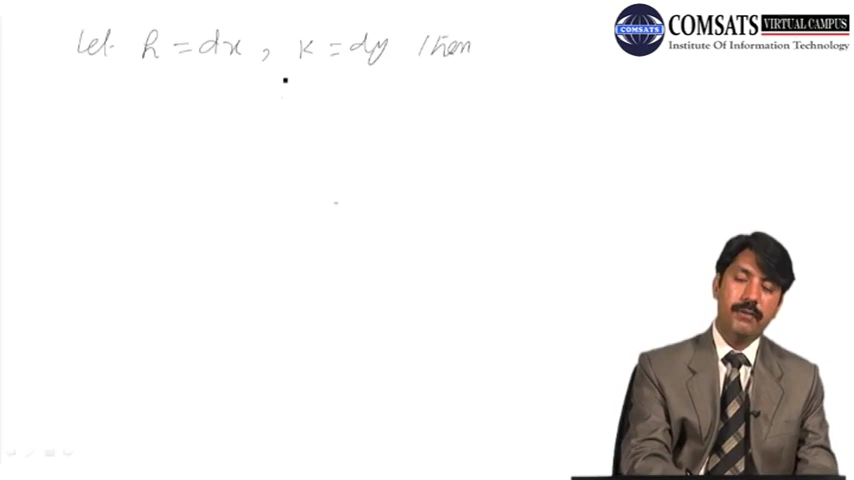 Let h = dx, k = dy Then
COMSATS VIRTUAL CAMPUS
Institute Of Information Technology
COMSATS